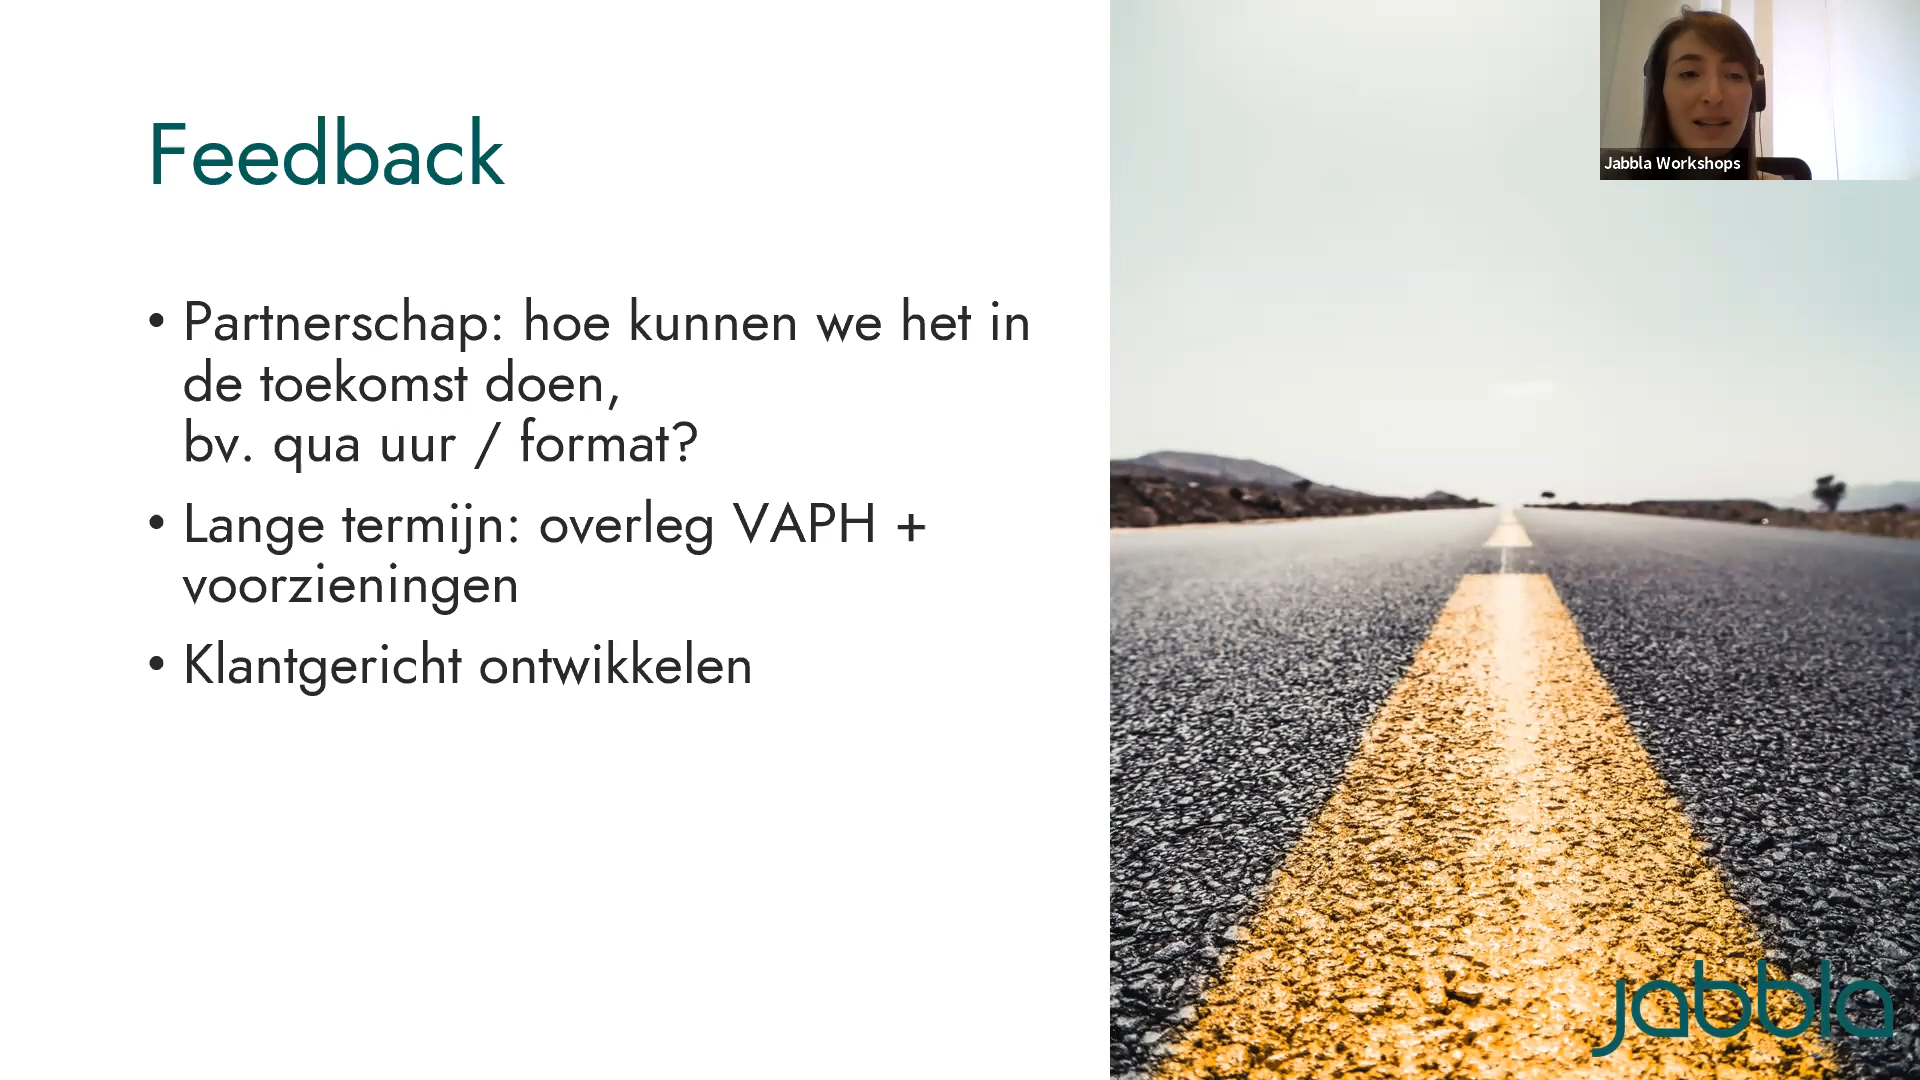 Feedback
• Partnerschap: hoe kunnen we het in
de toekomst doen,
bv. qua uur / format?
• Lange termijn: overleg VAPH +
voorzieningen
• Klantgericht ontwikkelen
Jabbla Workshops
jabbla